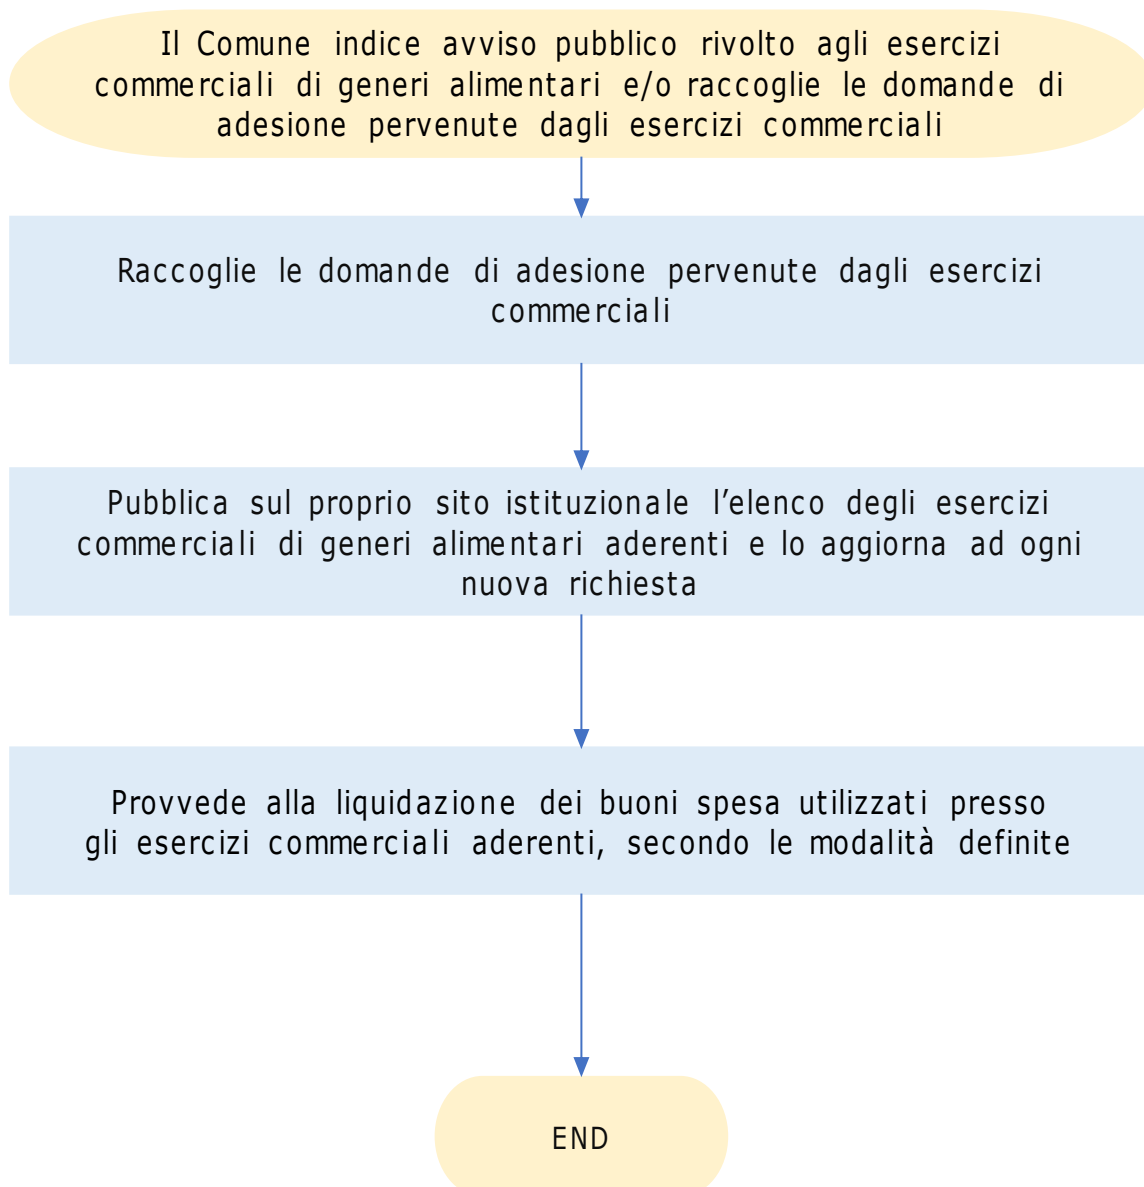 Il Comune indice avviso pubblico rivolto agli esercizi
commerciali di generi alimentari e/o raccoglie le domande di
adesione pervenute dagli esercizi commerciali
Raccoglie le domande di adesione pervenute dagli esercizi
commerciali
Pubblica sul proprio sito istituzionale l’elenco degli esercizi
commerciali di generi alimentari aderenti e lo aggiorna ad ogni
nuova richiesta
Provvede alla liquidazione dei buoni spesa utilizzati presso
gli esercizi commerciali aderenti, secondo le modalità definite
END